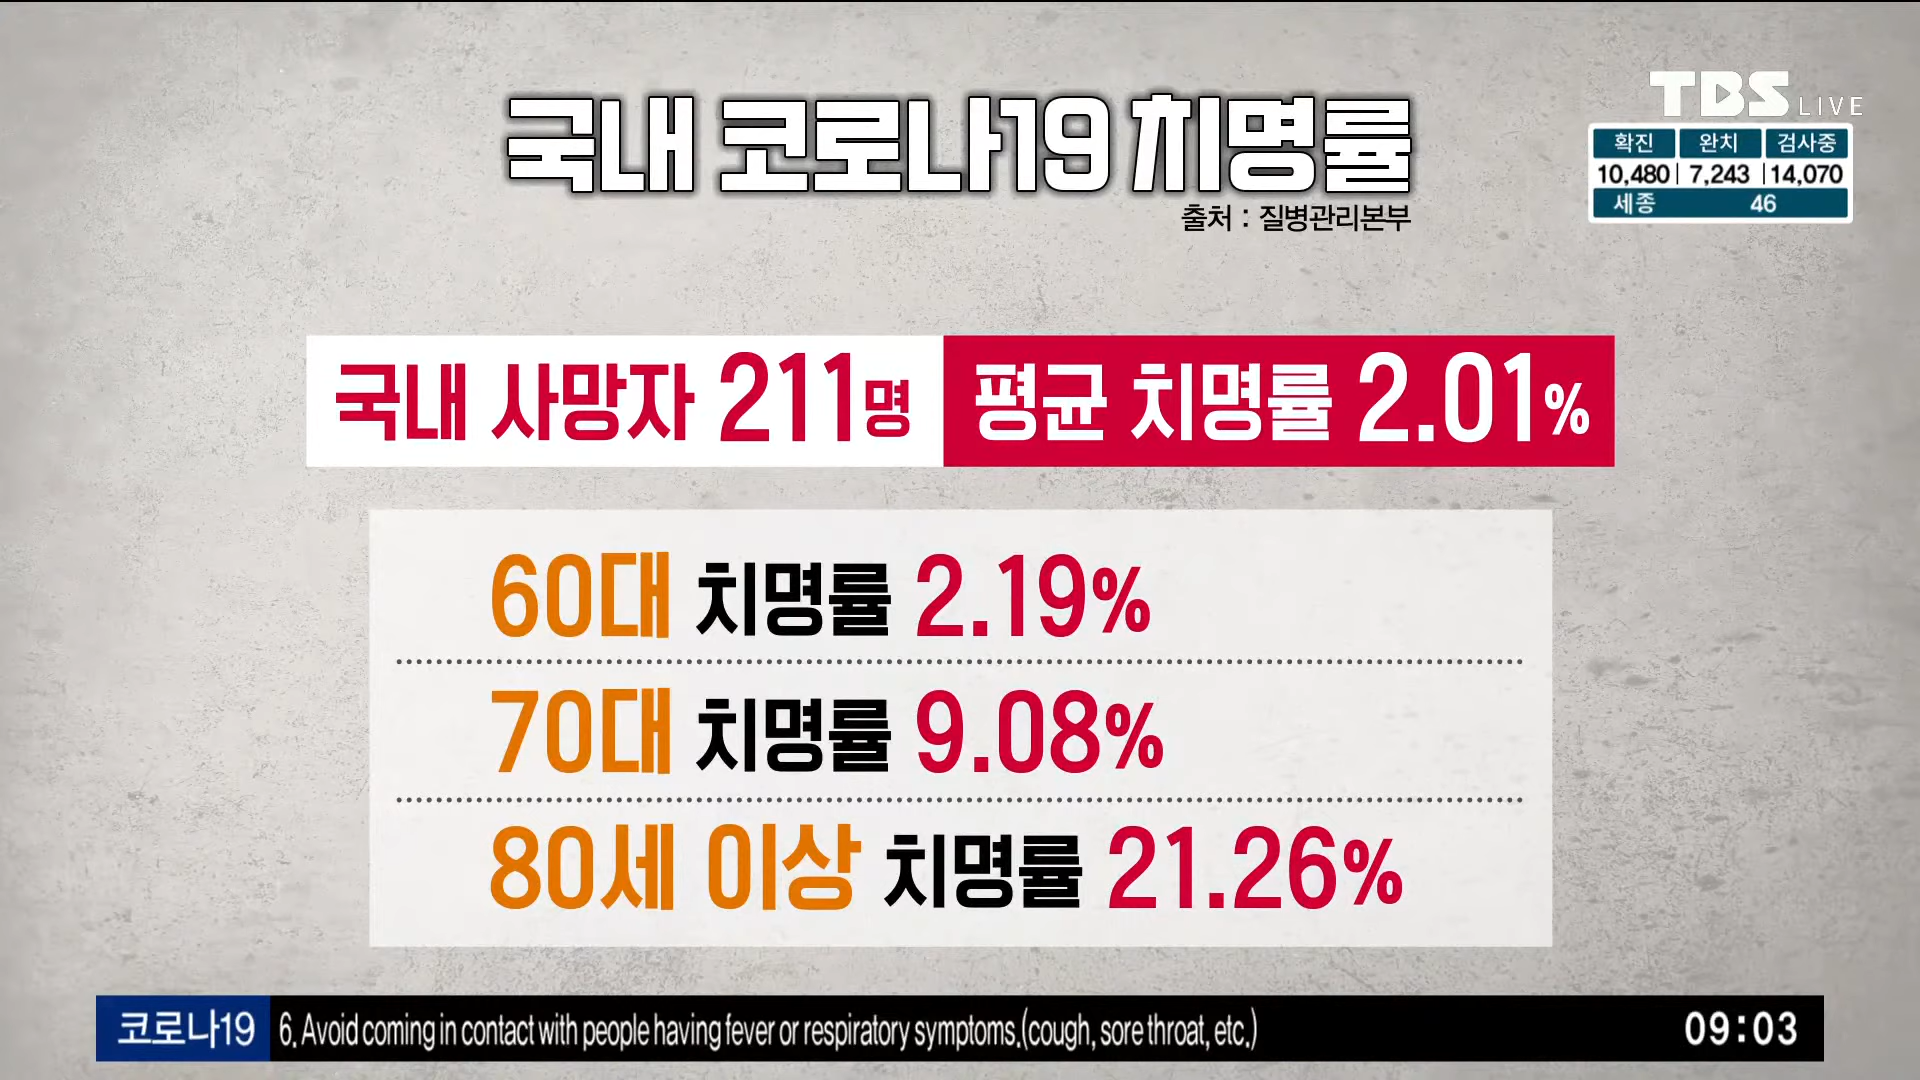 국내 코로나19 치명률
출처 : 질병관리본부
TBS LIVE
확진 완치 검사중
10,480 7,243 14,070
세종 46
국내 사망자 211명 평균 치명률 2.01%
60대 치명률 2.19%
70대 치명률 9.08%
80세 이상 치명률 21.26%
코로나19 6. Avoid coming in contact with people having fever or respiratory symptoms.(cough, sore throat, etc.) 09:03